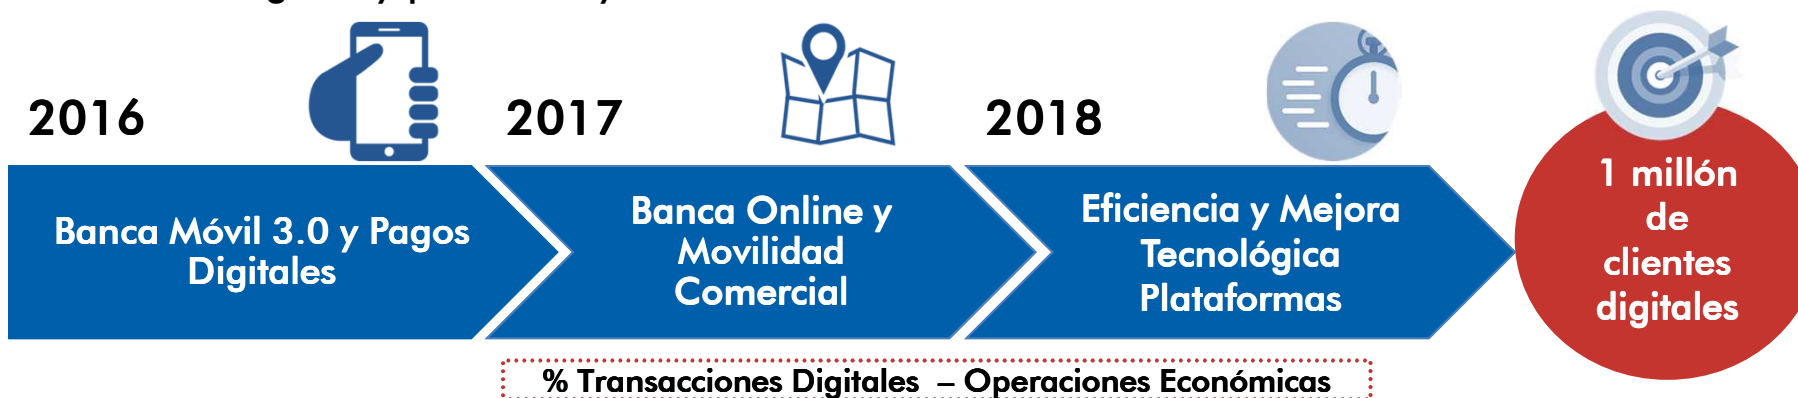 2016
Banca Móvil 3.0 y Pagos
Digitales
2017
Banca Online y
Movilidad
Comercial
2018
Eficiencia y Mejora
Tecnológica
Plataformas
1 millón
de
clientes
digitales
% Transacciones Digitales – Operaciones Económicas